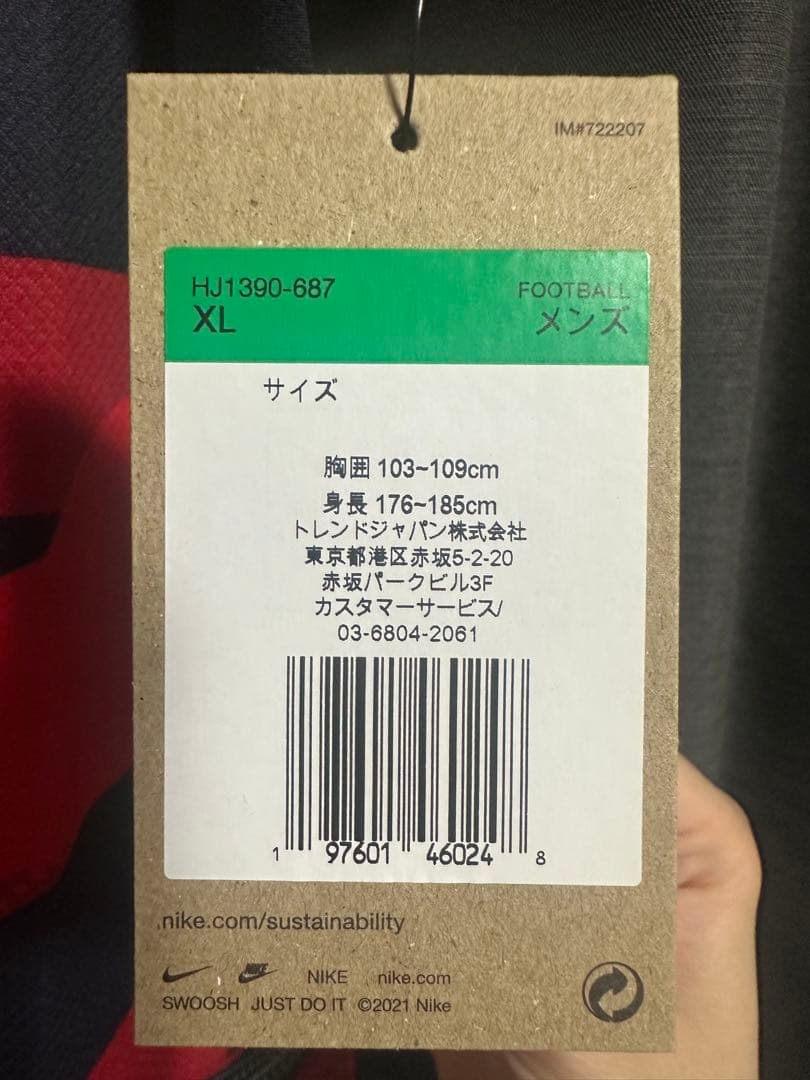 IM#722207
HJ1390-687 FOOTBALL
XL メンズ
サイズ
胸囲 103~109cm
身長 176~185cm
トレンドジャパン株式会社
東京都港区赤坂5-2-20
赤坂パークビル3F
カスタマーサービス/
03-6804-2061
1 97601 46024 8
nike.com/sustainability
NIKE nike.com
SWOOSH JUST DO IT ©2021 Nike